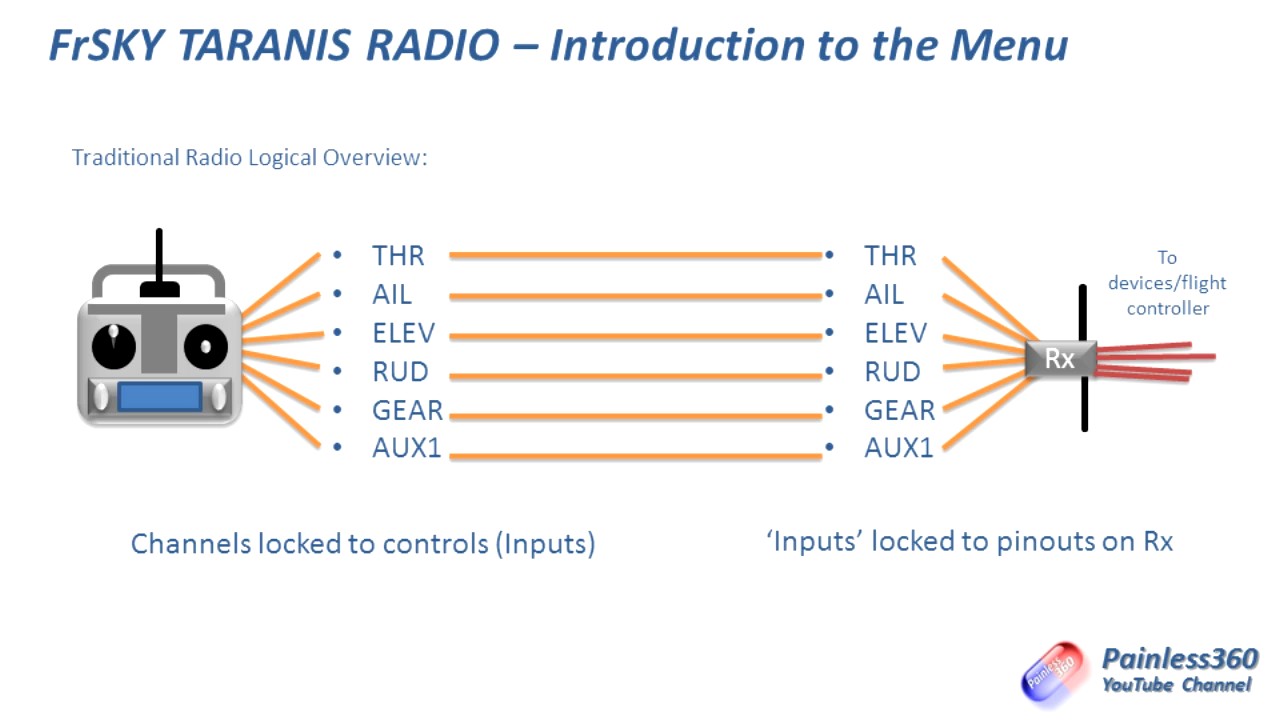 FrSKY TARANIS RADIO – Introduction to the Menu
Traditional Radio Logical Overview:
• THR
• AIL
• ELEV
• RUD
• GEAR
• AUX1
• THR
• AIL
• ELEV
• RUD
• GEAR
• AUX1
Rx
To
devices/flight
controller
Channels locked to controls (Inputs)
‘Inputs’ locked to pinouts on Rx
Painless
360
Painless360
YouTube Channel